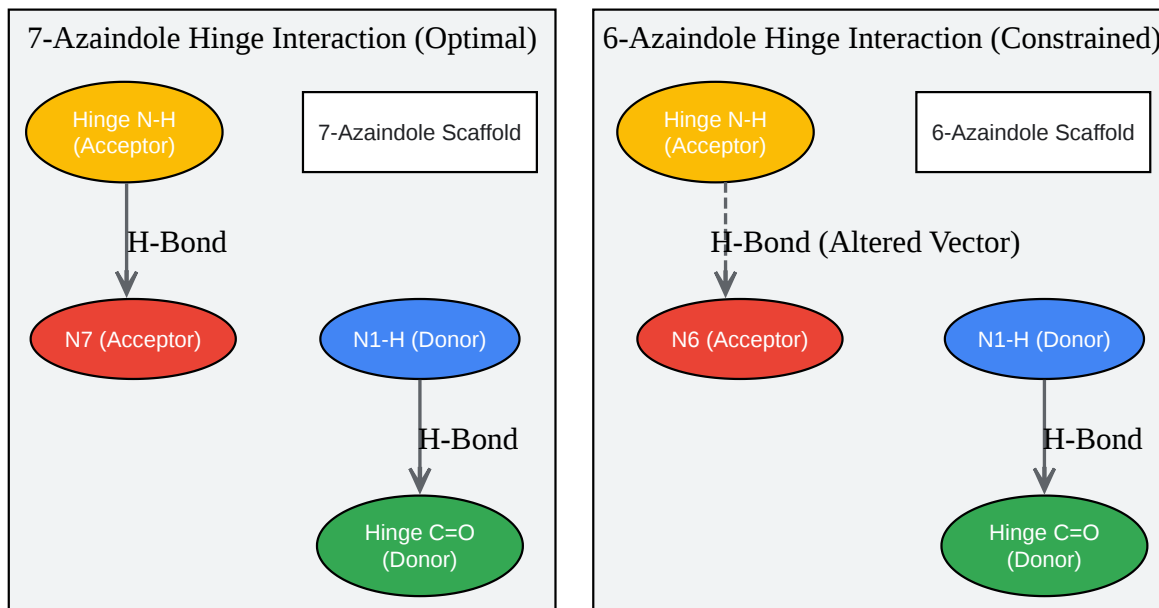 7-Azaindole Hinge Interaction (Optimal)
Hinge N-H
(Acceptor)
7-Azaindole Scaffold
H-Bond
N7 (Acceptor)
N1-H (Donor)
H-Bond
Hinge C=O
(Donor)
6-Azaindole Hinge Interaction (Constrained)
Hinge N-H
(Acceptor)
6-Azaindole Scaffold
H-Bond (Altered Vector)
N6 (Acceptor)
N1-H (Donor)
H-Bond
Hinge C=O
(Donor)